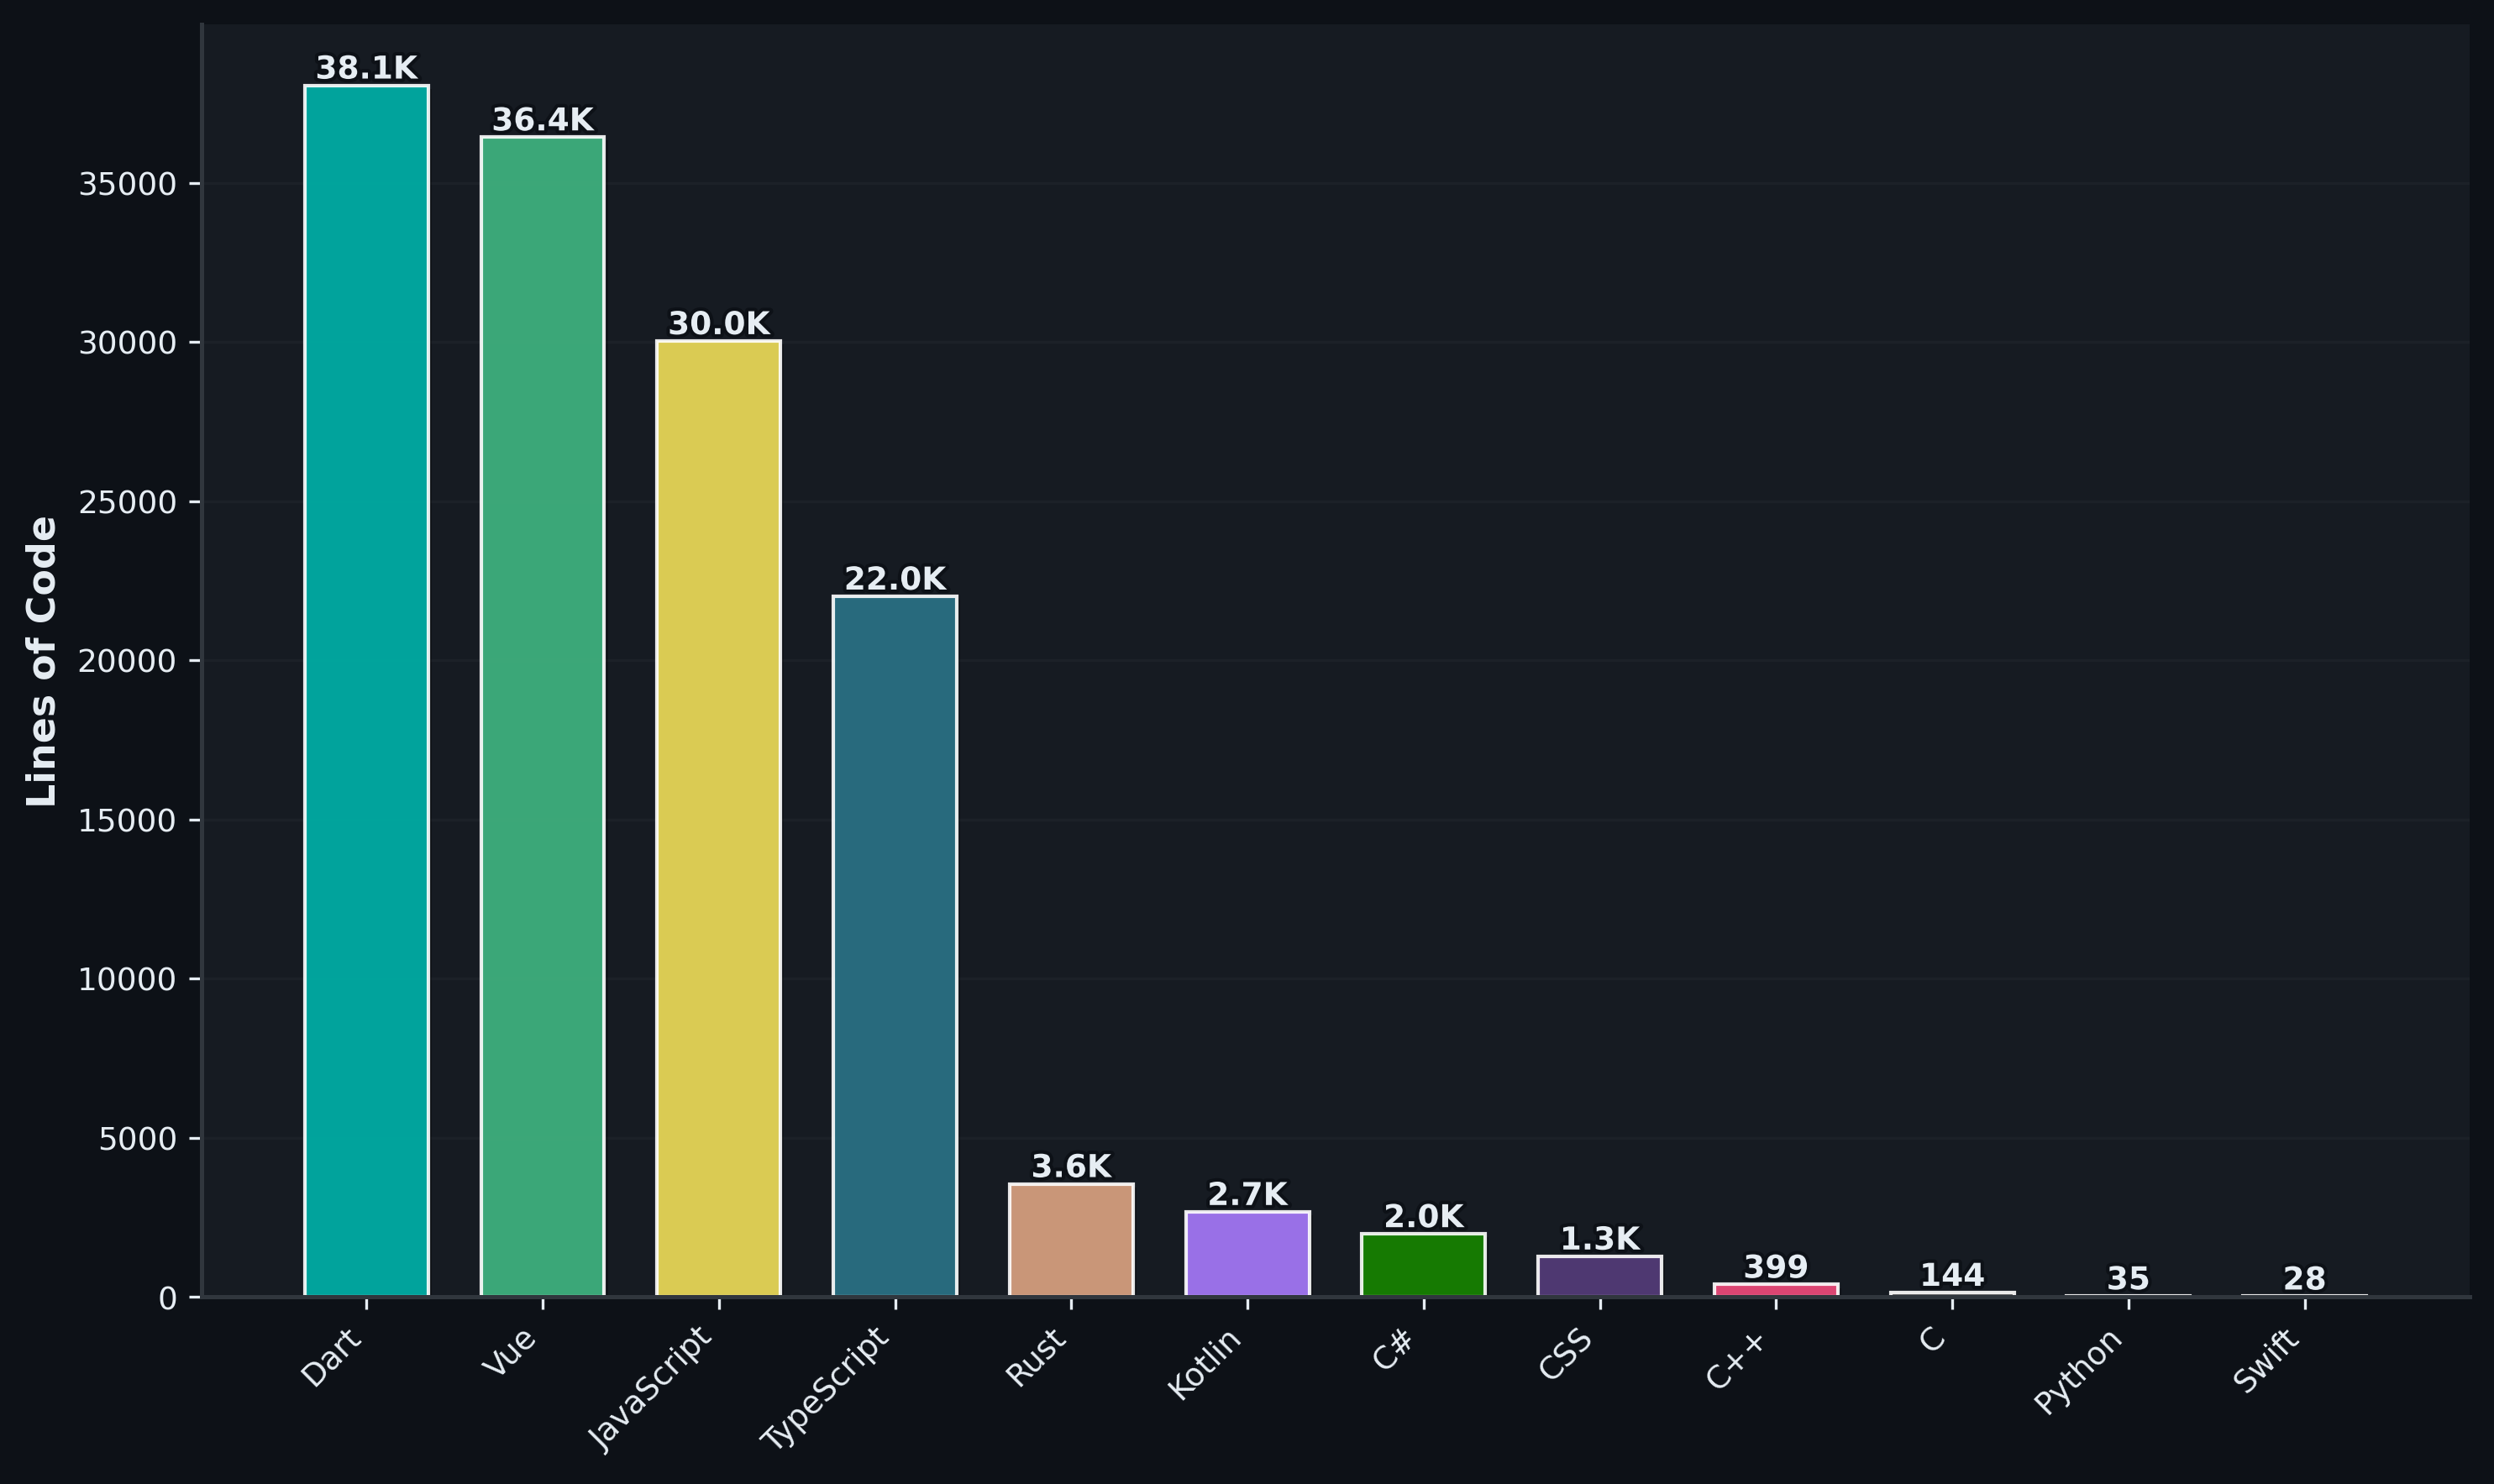 38.1K
36.4K
30.0K
22.0K
3.6K
2.7K
2.0K
1.3K
399
144
35
28
35000
30000
25000
20000
15000
10000
5000
0
Lines of Code
Dart
Vue
JavaScript
TypeScript
Rust
Kotlin
C#
CSS
C++
C
Python
Swift